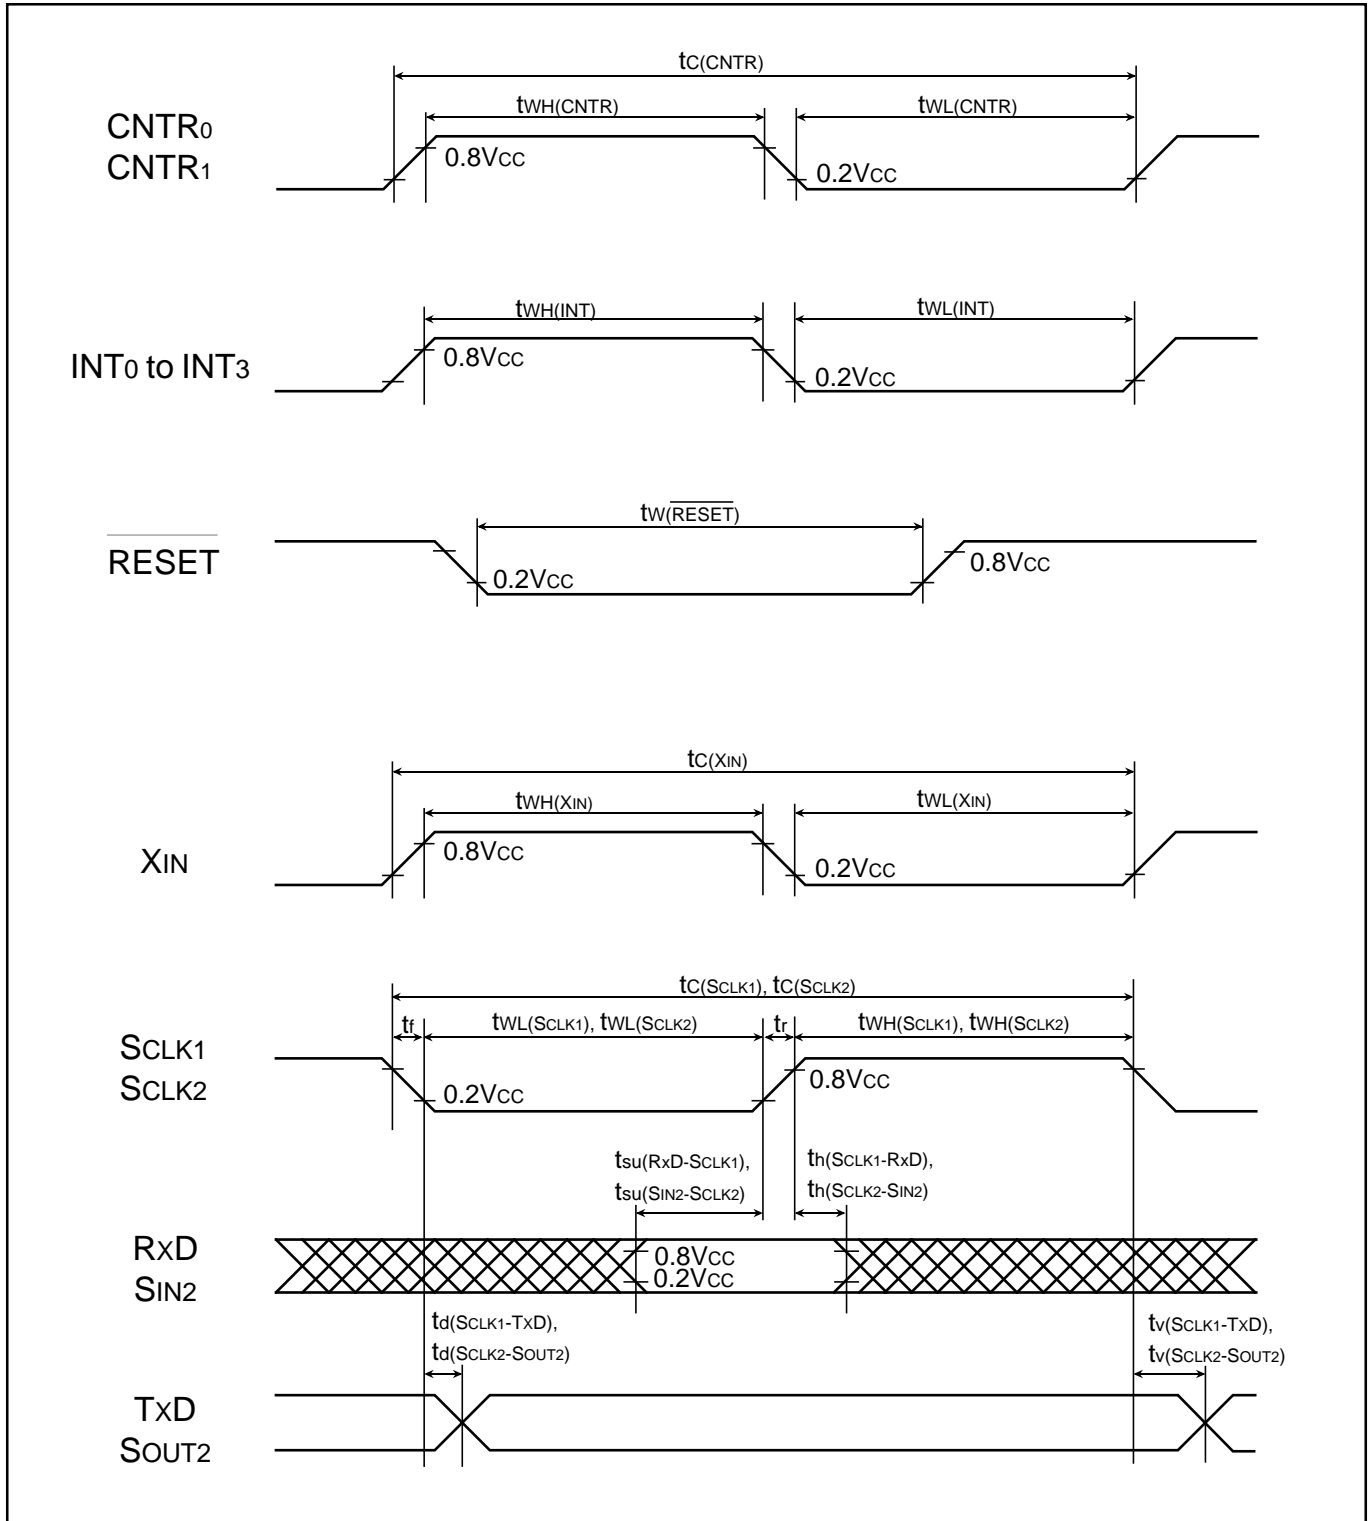 tC(CNTR)
tWH(CNTR)
tWL(CNTR)
CNTR0
CNTR1
0.8VCC
0.2VCC
tWH(INT)
tWL(INT)
INT0 to INT3
0.8VCC
0.2VCC
tW(RESET)
RESET
0.2VCC
0.8VCC
tC(XIN)
tWH(XIN)
tWL(XIN)
XIN
0.8VCC
0.2VCC
tC(SCLK1), tC(SCLK2)
tf
tWL(SCLK1), tWL(SCLK2)
tr
tWH(SCLK1), tWH(SCLK2)
SCLK1
SCLK2
0.2VCC
0.8VCC
tsu(RxD-SCLK1),
tsu(SIN2-SCLK2)
th(SCLK1-RxD),
th(SCLK2-SIN2)
RXD
SIN2
0.8VCC
0.2VCC
td(SCLK1-TXD),
td(SCLK2-SOUT2)
tv(SCLK1-TXD),
tv(SCLK2-SOUT2)
TXD
SOUT2